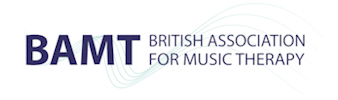 BAMT BRITISH ASSOCIATION
FOR MUSIC THERAPY